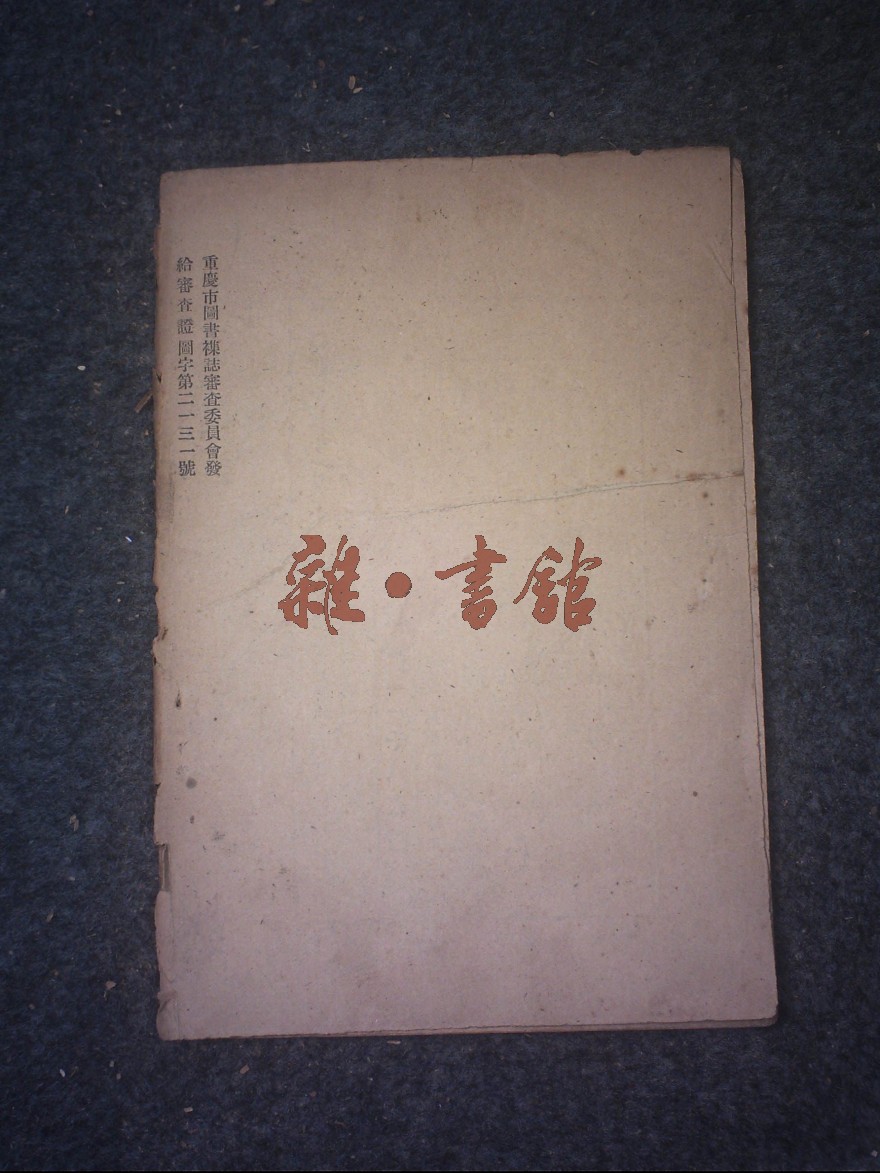 重慶市圖書襍誌審查委員會發
給審查證圖字第二一三一號
雜·書館